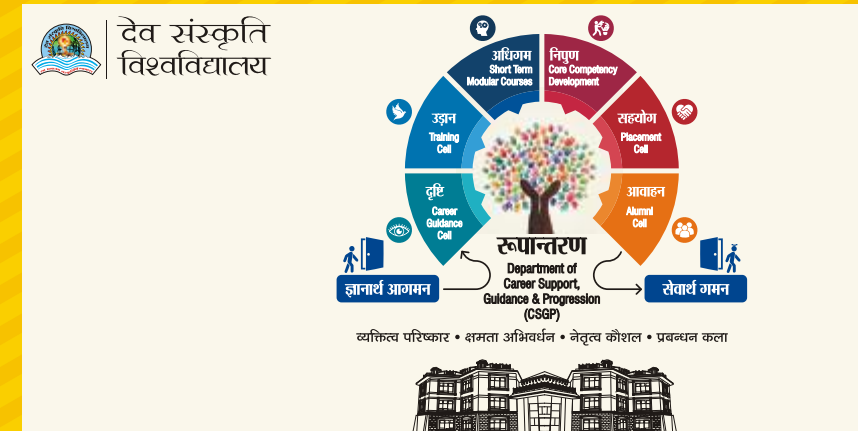 देव संस्कृति
विश्वविद्यालय
अधिगम
Short Term
Modular Courses
निपुण
Core Competency
Development
उड़ान
Training
Cell
सहयोग
Placement
Cell
दृष्टि
Career
Guidance
Cell
आवाहन
Alumni
Cell
रूपान्तरण
Department of
Career Support,
Guidance & Progression
(CSGP)
ज्ञानार्थ आगमन
सेवार्थ गमन
व्यक्तित्व परिष्कार • क्षमता अभिवर्धन • नेतृत्व कौशल • प्रबन्धन कला